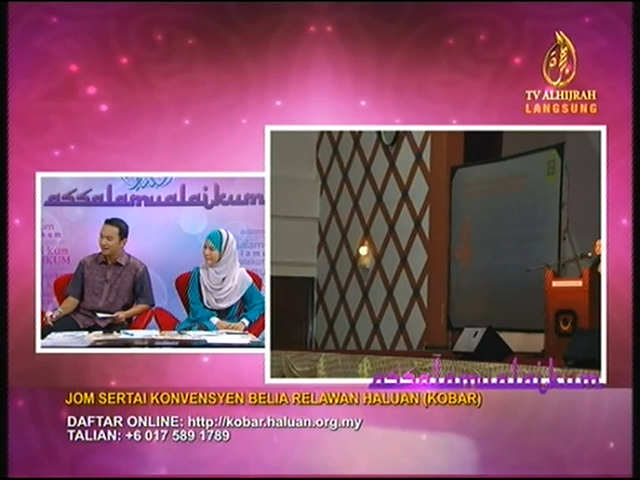 TV ALHIJRAH
LANGSUNG
assalamualaikum
assalamualaikum
JOM SERTAI KONVENSYEN BELIA RELAWAN HALUAN (KOBAR)
DAFTAR ONLINE: http://kobar.haluan.org.my
TALIAN: +6 017 589 1789